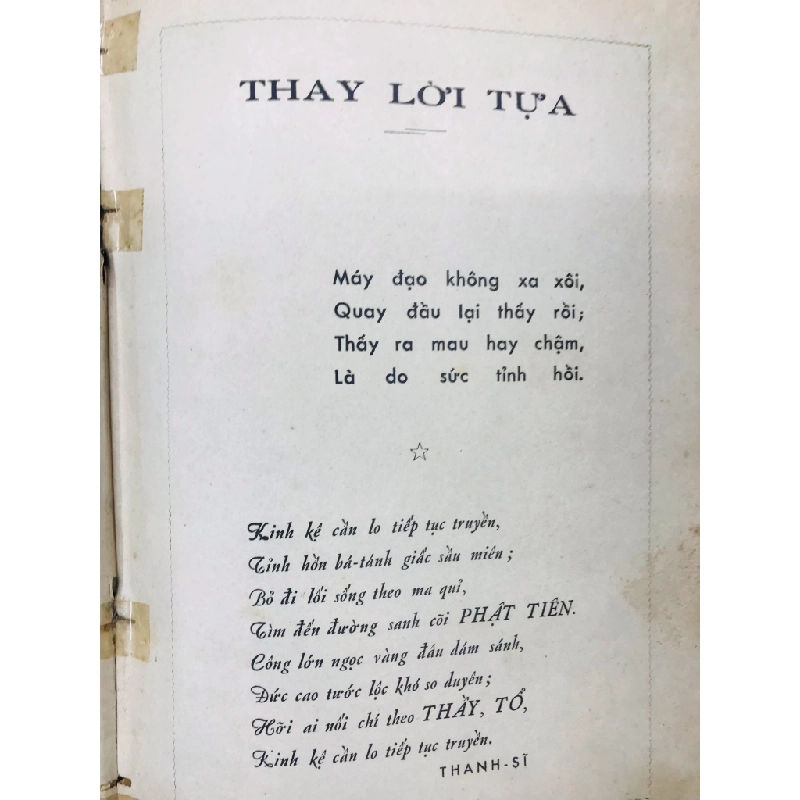 THAY LỜI TỰA
Máy đạo không xa xôi,
Quay đầu lại thấy rồi;
Thấy ra mau hay chậm,
Là do sức tỉnh hồi.
Kinh kệ cần lo tiếp tục truyền,
Tỉnh hồn bá-tánh giấc sầu miên;
Bỏ đi lối sống theo ma quỉ,
Tìm đến đường sanh cõi PHẬT TIÊN.
Công lớn ngọc vàng đâu dám sánh,
Đức cao tước lộc khó so duyên;
Hỡi ai nối chí theo THẦY, TỔ,
Kinh kệ cần lo tiếp tục truyền.
THANH-SĨ